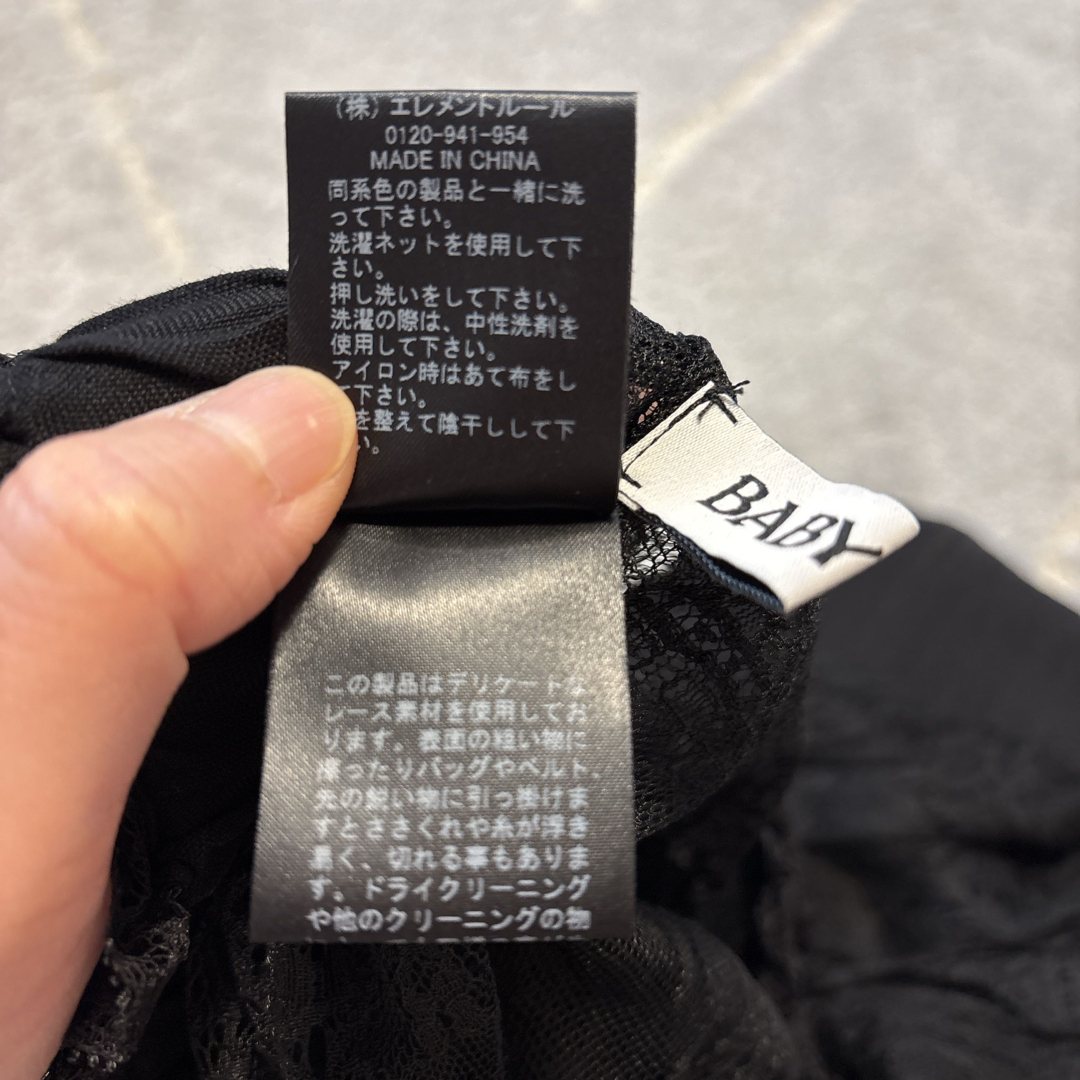 (株) エレメントルール
0120-941-954
MADE IN CHINA
同系色の製品と一緒に洗
って下さい。
洗濯ネットを使用して下
さい。
押し洗いをして下さい。
洗濯の際は、中性洗剤を
使用して下さい。
アイロン時はあて布をし
て下さい。
を整えて陰干しして下
い。
BABY
この製品はデリケートな
レース素材を使用してお
ります。表面の粗い物に
擦ったりバッグやベルト、
先の鋭い物に引っ掛けま
すとささくれや糸が浮き
易く、切れる事もありま
す。ドライクリーニング
や他のクリーニングの物